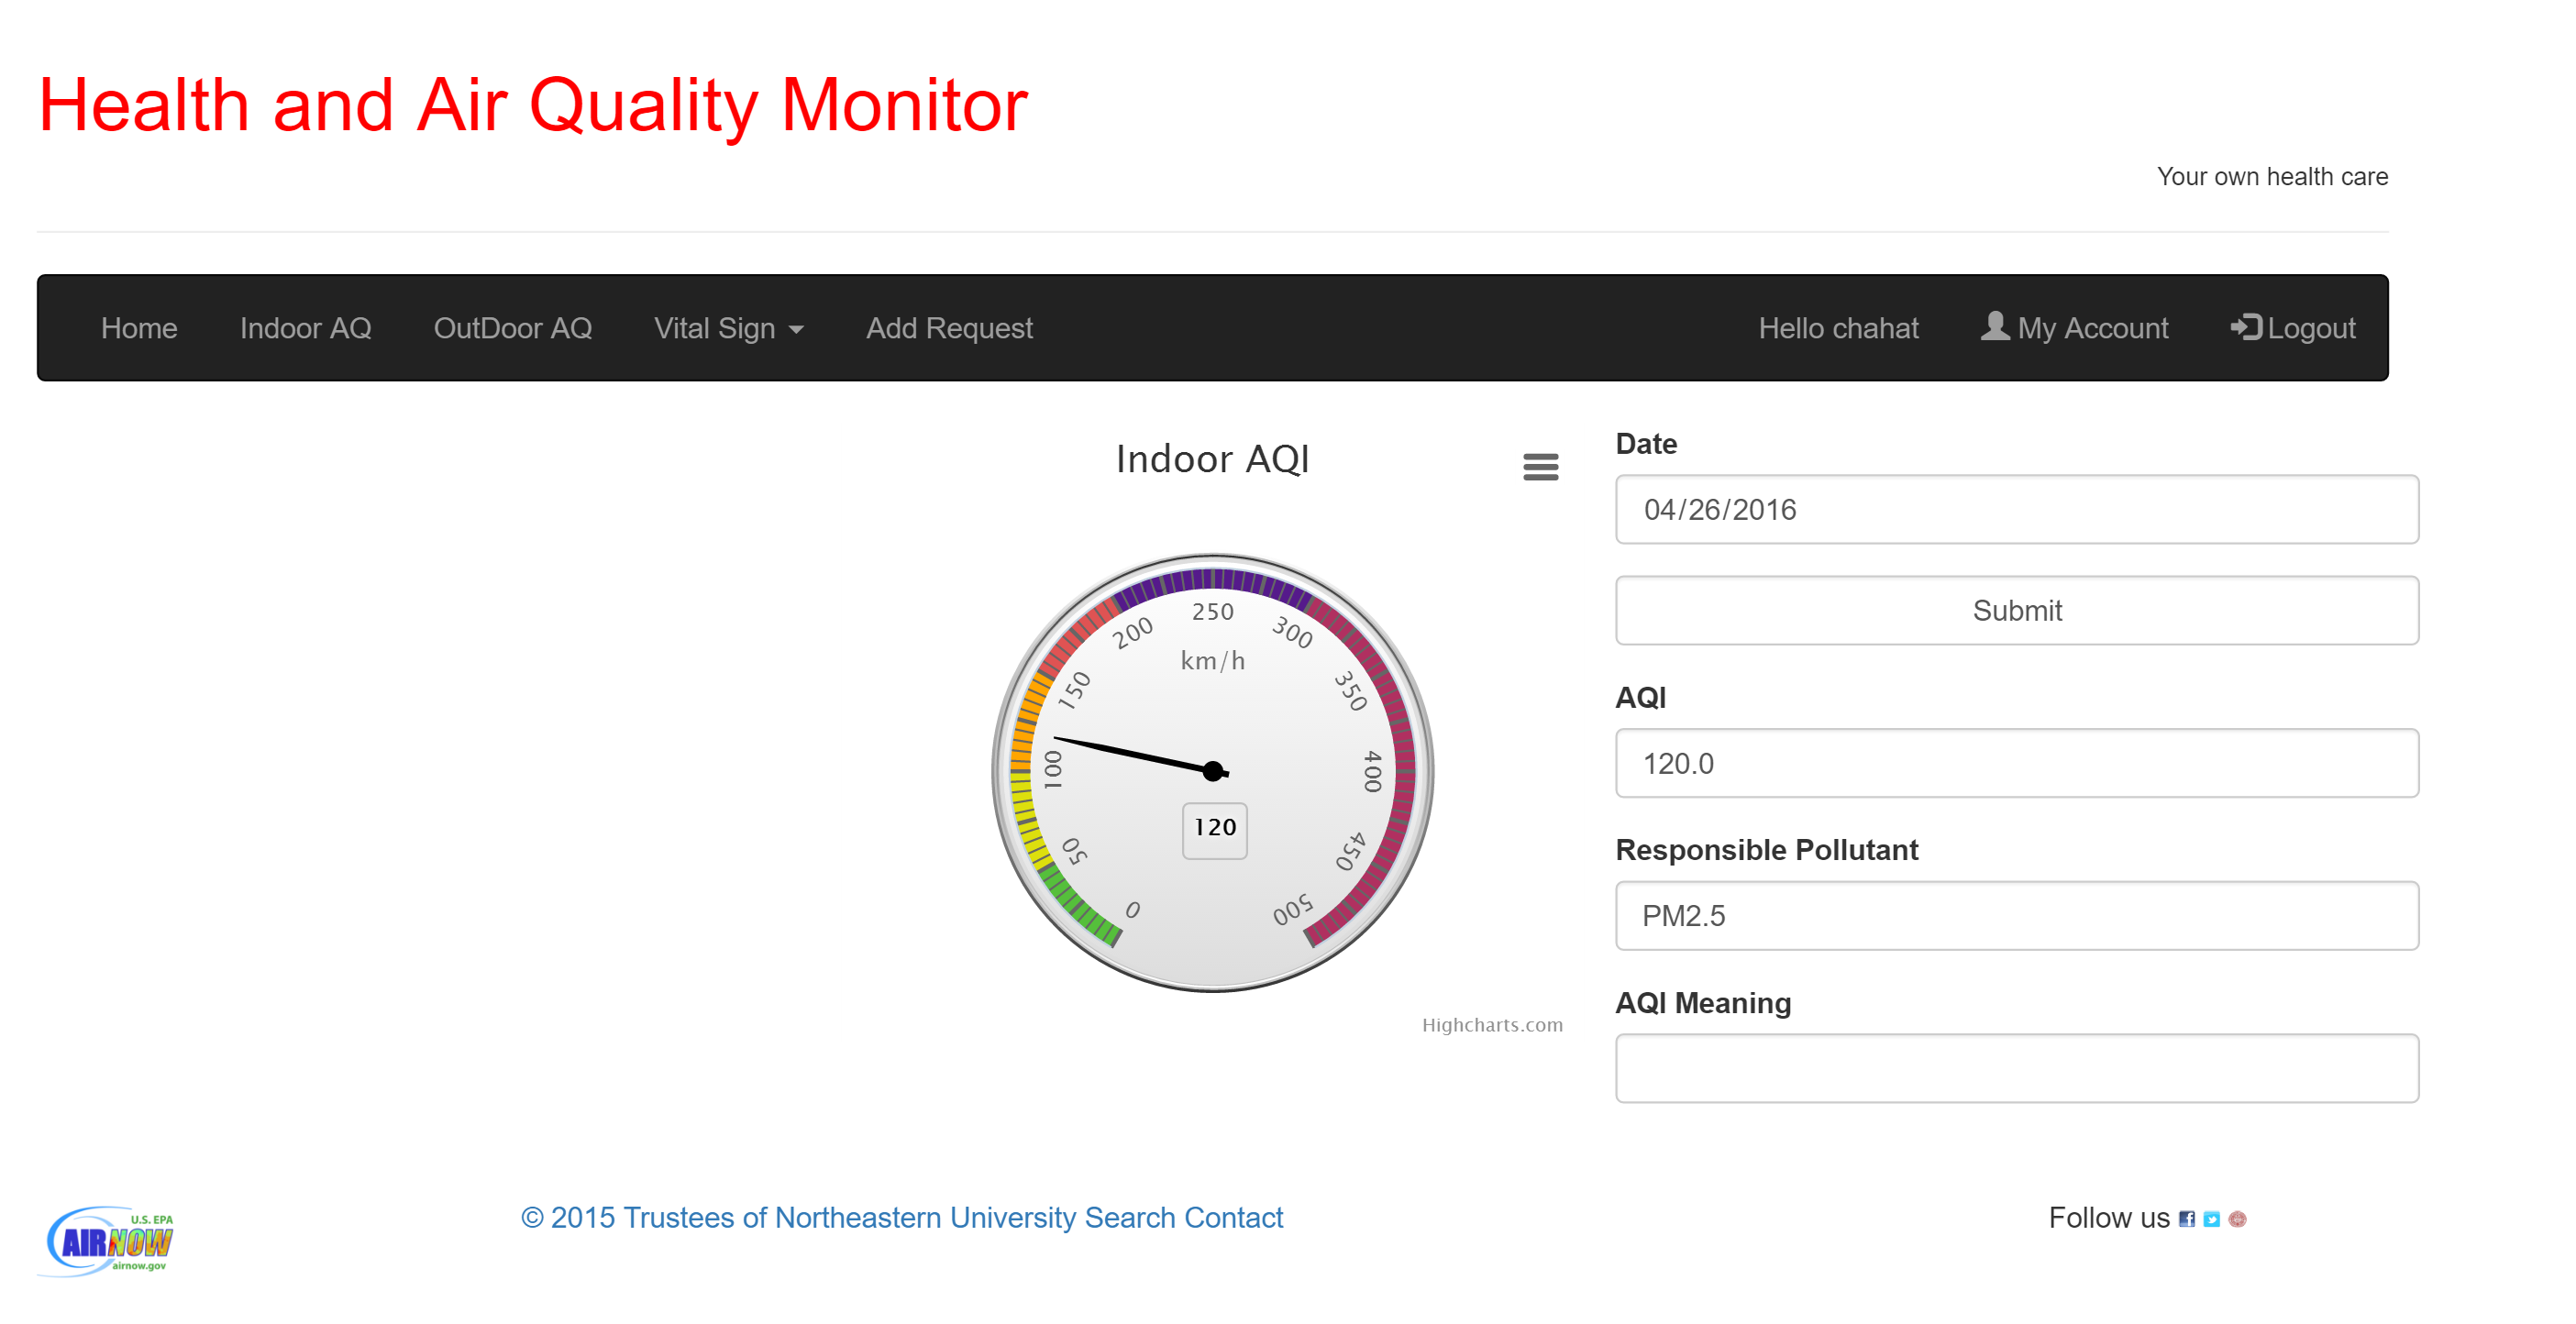 Health and Air Quality Monitor
Your own health care
Home Indoor AQ OutDoor AQ Vital Sign Add Request Hello chahat My Account Logout
Indoor AQI
0 50 100 150 200 250 300 350 400 450 500
km/h
120
Highcharts.com
Date
04/26/2016
Submit
AQI
120.0
Responsible Pollutant
PM2.5
AQI Meaning
U.S. EPA
AIRNOW
airnow.gov
© 2015 Trustees of Northeastern University Search Contact
Follow us